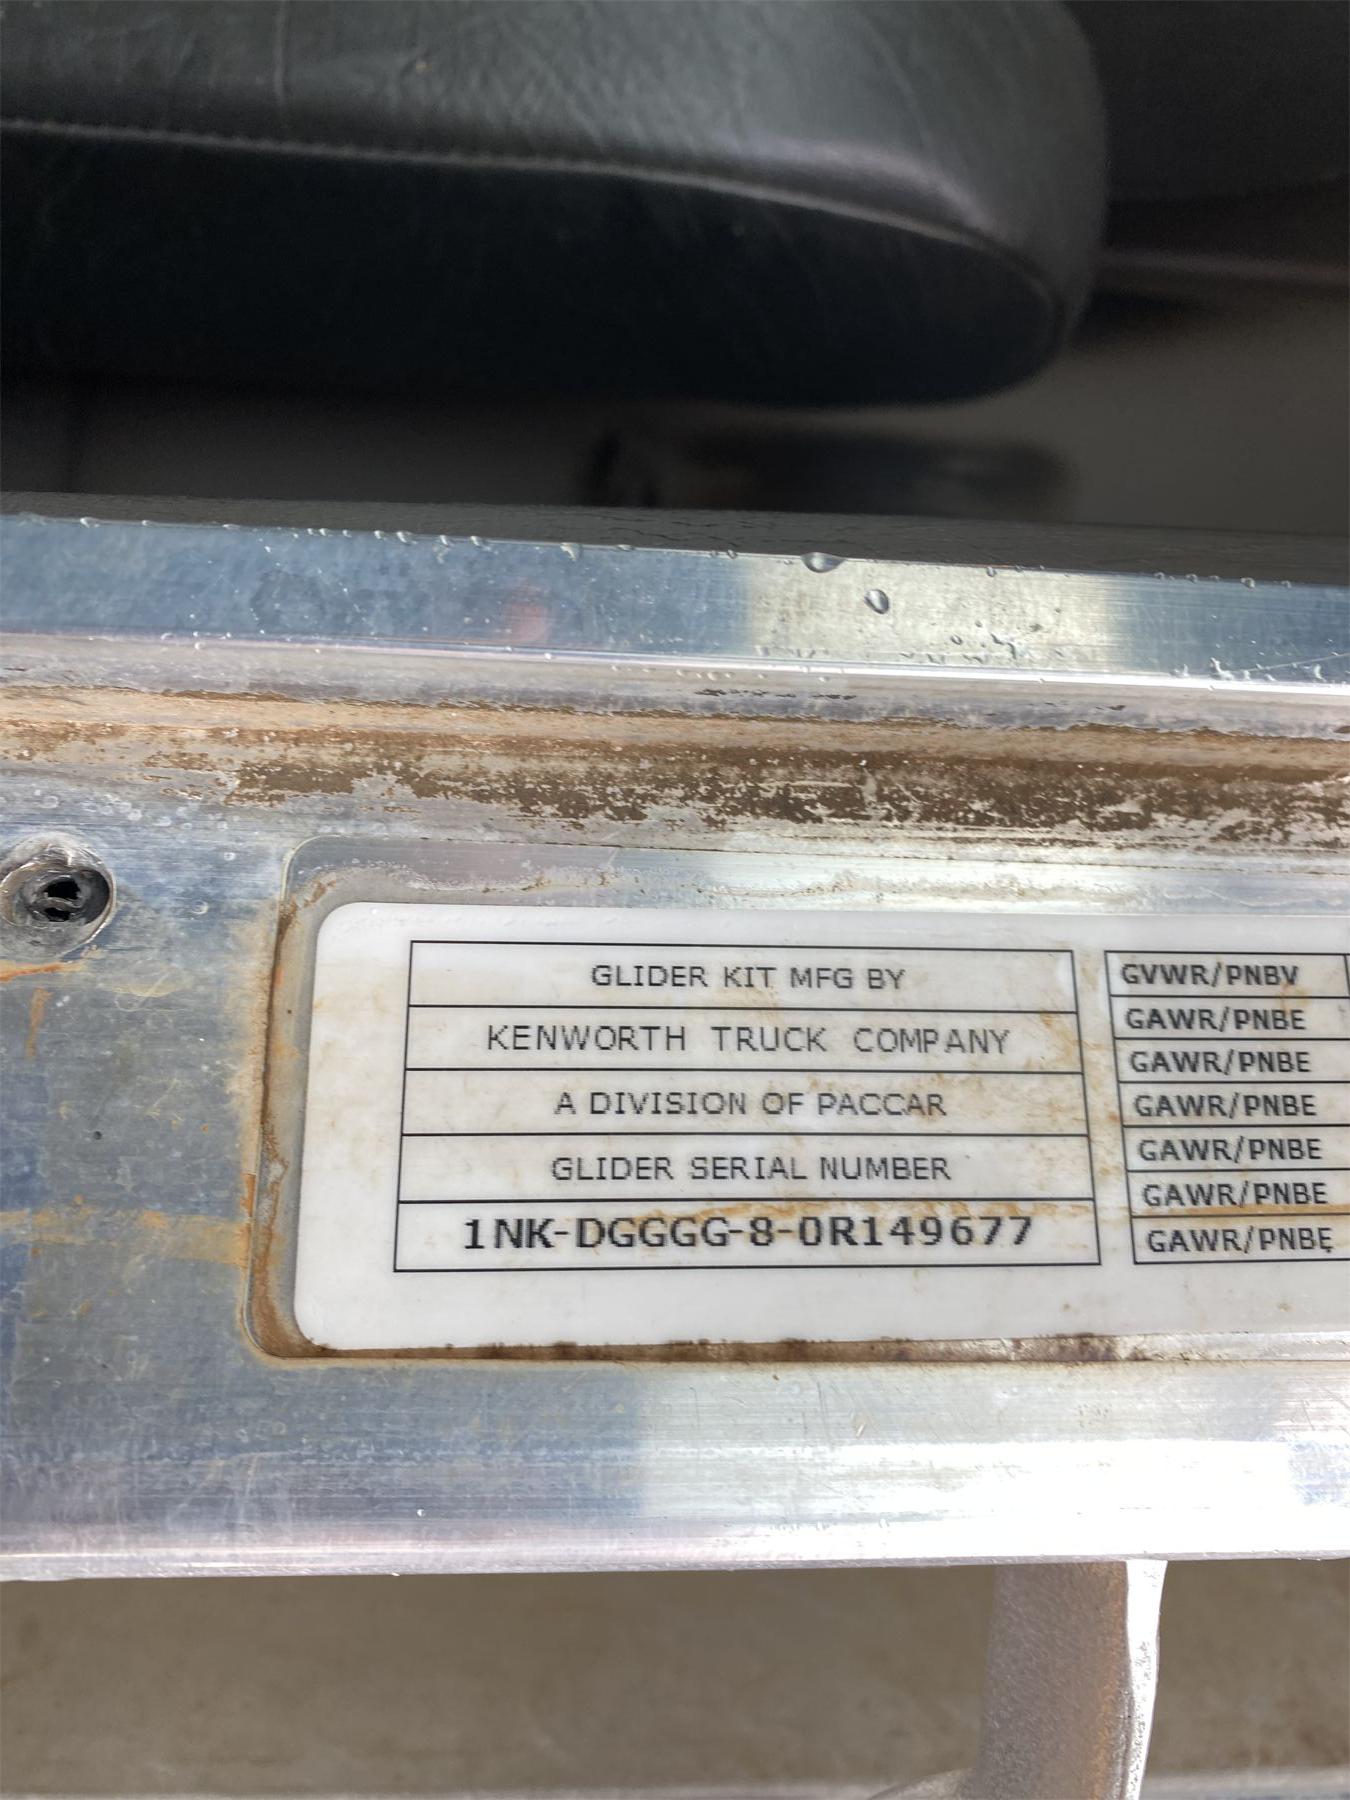 GLIDER KIT MFG BY
KENWORTH TRUCK COMPANY
A DIVISION OF PACCAR
GLIDER SERIAL NUMBER
1NK-DGGGG-8-0R149677
GVWR/PNBV
GAWR/PNBE
GAWR/PNBE
GAWR/PNBE
GAWR/PNBE
GAWR/PNBE
GAWR/PNBE